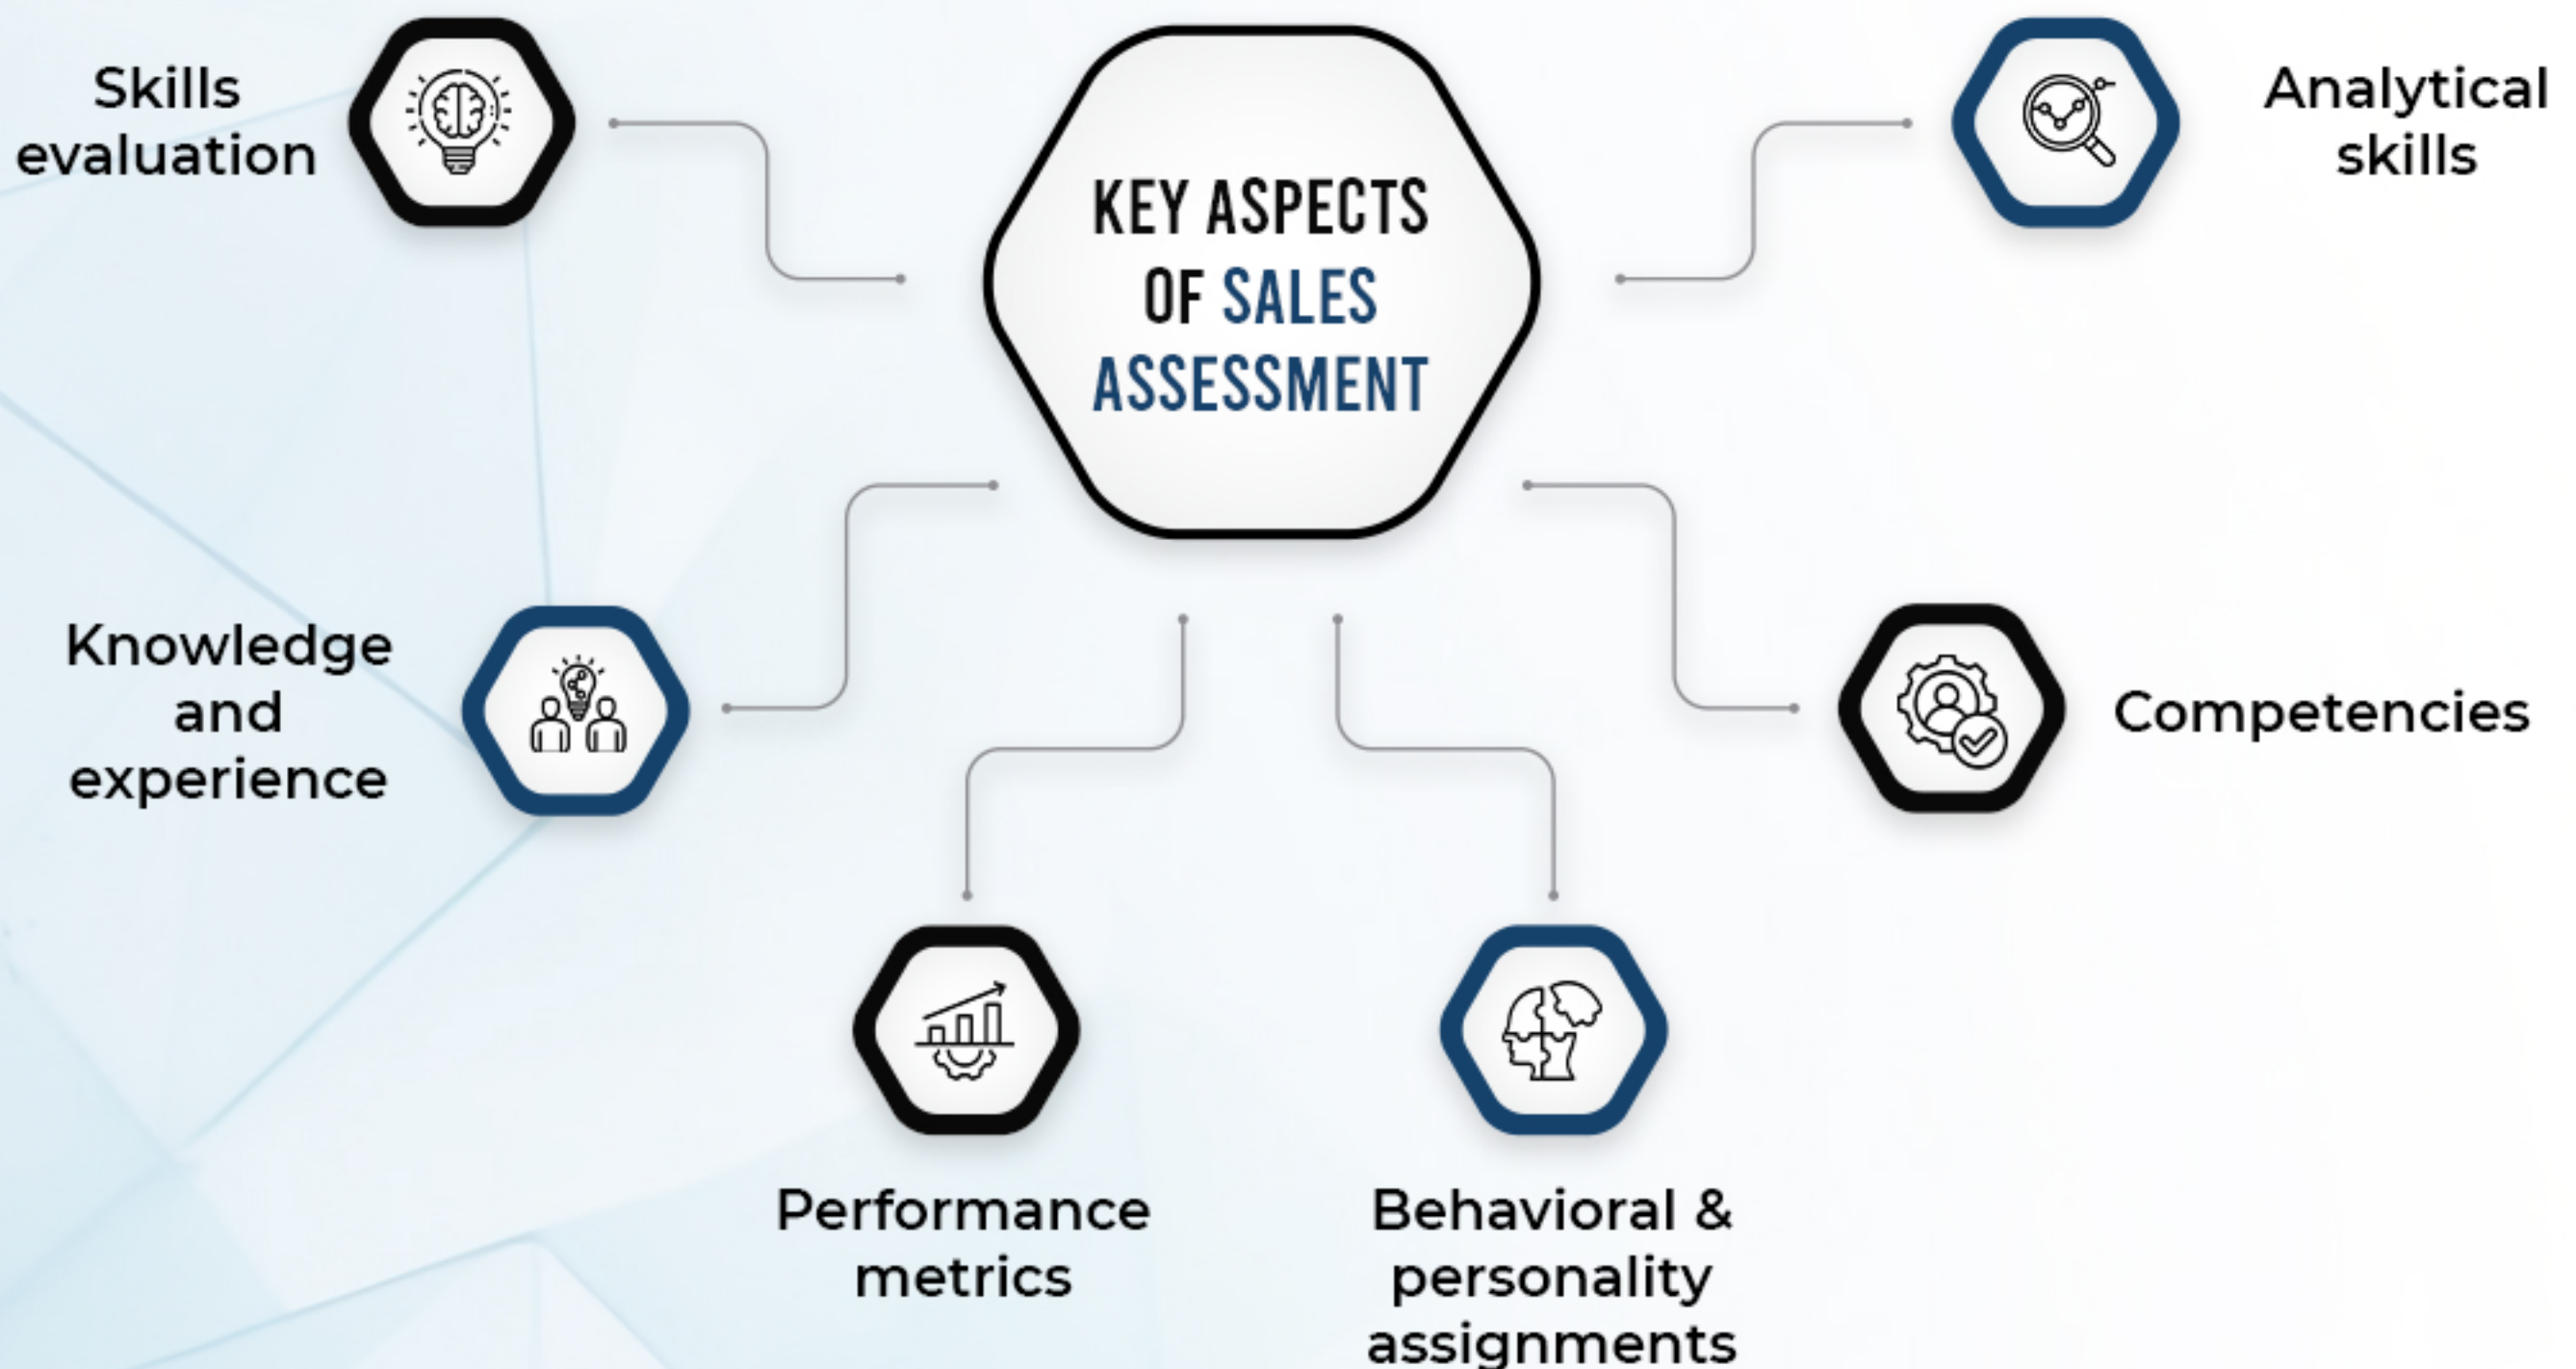 KEY ASPECTS
OF SALES
ASSESSMENT
Skills
evaluation
Analytical
skills
Knowledge
and
experience
Competencies
Performance
metrics
Behavioral &
personality
assignments